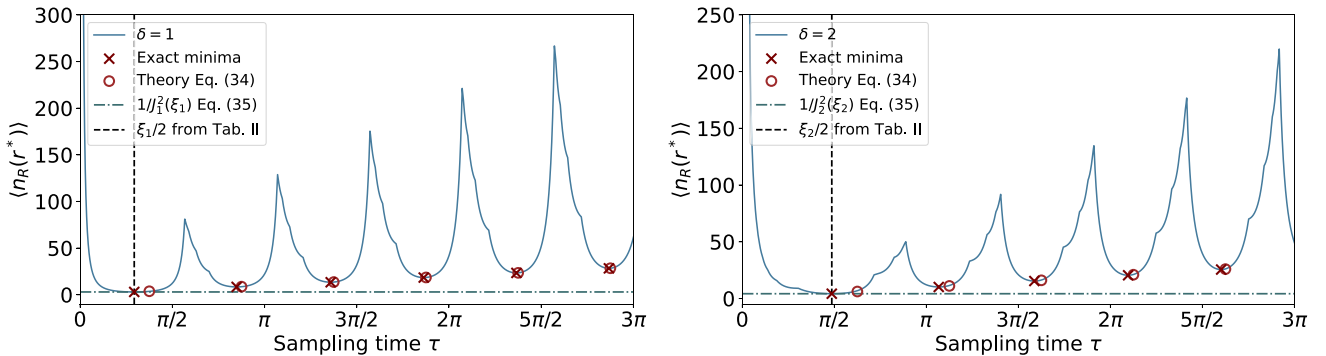 300
250
200
150
100
50
0
⟨n_R(r*)⟩
δ = 1
Exact minima
Theory Eq. (34)
1/J₁²(ξ₁) Eq. (35)
ξ₁/2 from Tab. II
0 π/2 π 3π/2 2π 5π/2 3π
Sampling time τ
250
200
150
100
50
0
⟨n_R(r*)⟩
δ = 2
Exact minima
Theory Eq. (34)
1/J₂²(ξ₂) Eq. (35)
ξ₂/2 from Tab. II
0 π/2 π 3π/2 2π 5π/2 3π
Sampling time τ